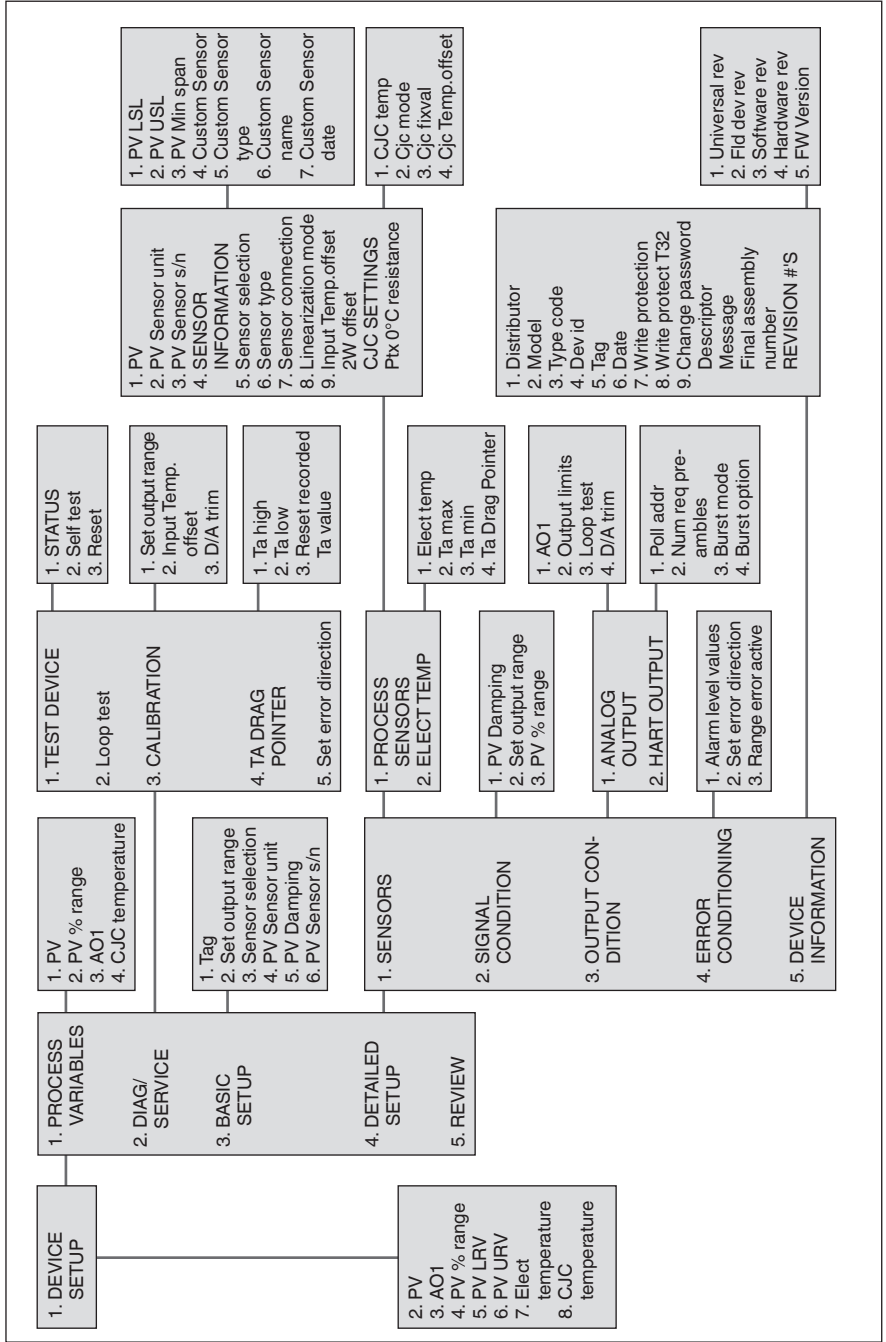 1. DEVICE
SETUP
2. PV
3. AO1
4. PV % range
5. PV LRV
6. PV URV
7. Elect
temperature
8. CJC
temperature
1. PROCESS
VARIABLES
2. DIAG/
SERVICE
3. BASIC
SETUP
4. DETAILED
SETUP
5. REVIEW
1. PV
2. PV % range
3. AO1
4. CJC temperature
1. Tag
2. Set output range
3. Sensor selection
4. PV Sensor unit
5. PV Damping
6. PV Sensor s/n
1. SENSORS
2. SIGNAL
CONDITION
3. OUTPUT CON-
DITION
4. ERROR
CONDITIONING
5. DEVICE
INFORMATION
1. TEST DEVICE
2. Loop test
3. CALIBRATION
4. TA DRAG
POINTER
5. Set error direction
1. PROCESS
SENSORS
2. ELECT TEMP
1. PV Damping
2. Set output range
3. PV % range
1. ANALOG
OUTPUT
2. HART OUTPUT
1. Alarm level values
2. Set error direction
3. Range error active
1. STATUS
2. Self test
3. Reset
1. Set output range
2. Input Temp.
offset
3. D/A trim
1. Ta high
2. Ta low
3. Reset recorded
Ta value
1. Elect temp
2. Ta max
3. Ta min
4. Ta Drag Pointer
1. AO1
2. Output limits
3. Loop test
4. D/A trim
1. Poll addr
2. Num req pre-
ambles
3. Burst mode
4. Burst option
1. PV
2. PV Sensor unit
3. PV Sensor s/n
4. SENSOR
INFORMATION
5. Sensor selection
6. Sensor type
7. Sensor connection
8. Linearization mode
9. Input Temp.offset
2W offset
CJC SETTINGS
Ptx 0°C resistance
1. Distributor
2. Model
3. Type code
4. Dev id
5. Tag
6. Date
7. Write protection
8. Write protect T32
9. Change password
Descriptor
Message
Final assembly
number
REVISION #'S
1. PV LSL
2. PV USL
3. PV Min span
4. Custom Sensor
5. Custom Sensor
type
6. Custom Sensor
name
7. Custom Sensor
date
1. CJC temp
2. Cjc mode
3. Cjc fixval
4. Cjc Temp.offset
1. Universal rev
2. Fld dev rev
3. Software rev
4. Hardware rev
5. FW Version